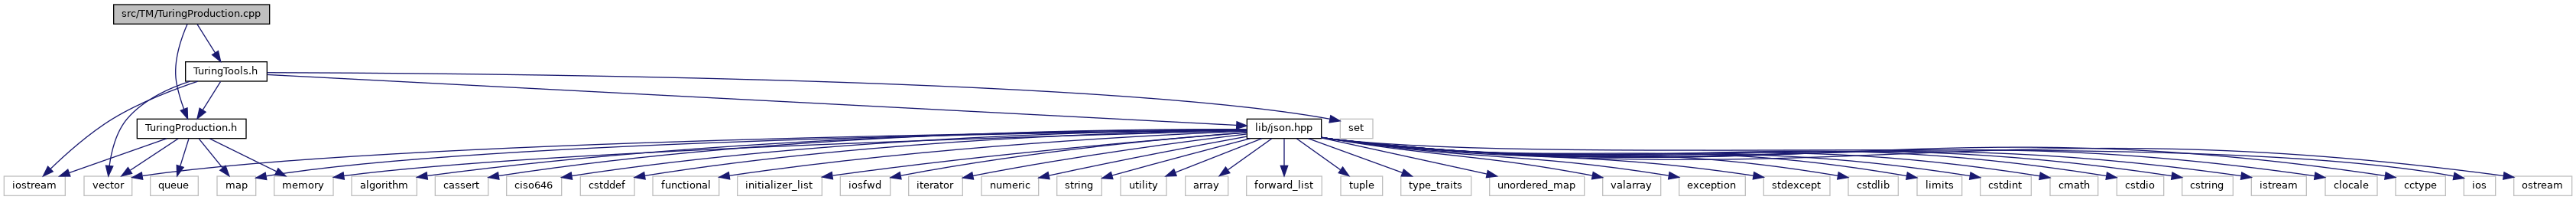 src/TM/TuringProduction.cpp
TuringTools.h
TuringProduction.h
lib/json.hpp
set
iostream
vector
queue
map
memory
algorithm
cassert
ciso646
cstddef
functional
initializer_list
iosfwd
iterator
numeric
string
utility
array
forward_list
tuple
type_traits
unordered_map
valarray
exception
stdexcept
cstdlib
limits
cstdint
cmath
cstdio
cstring
istream
clocale
cctype
ios
ostream